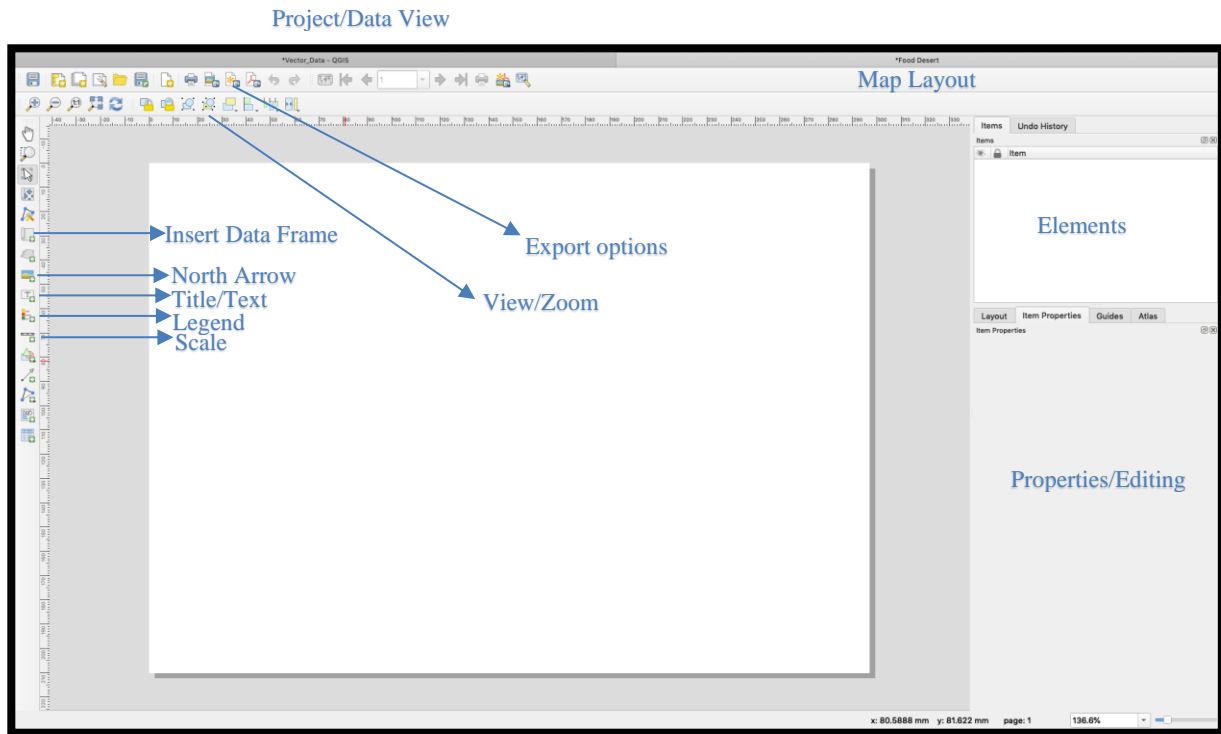 Project/Data View
*Vector_Data - QGIS
*Food Desert
Map Layout
1
Items Undo History
Items
Item
Elements
Insert Data Frame
Export options
North Arrow
Title/Text
View/Zoom
Legend
Scale
Layout Item Properties Guides Atlas
Item Properties
Properties/Editing
x: 80.5888 mm y: 81.622 mm page: 1 136.6%